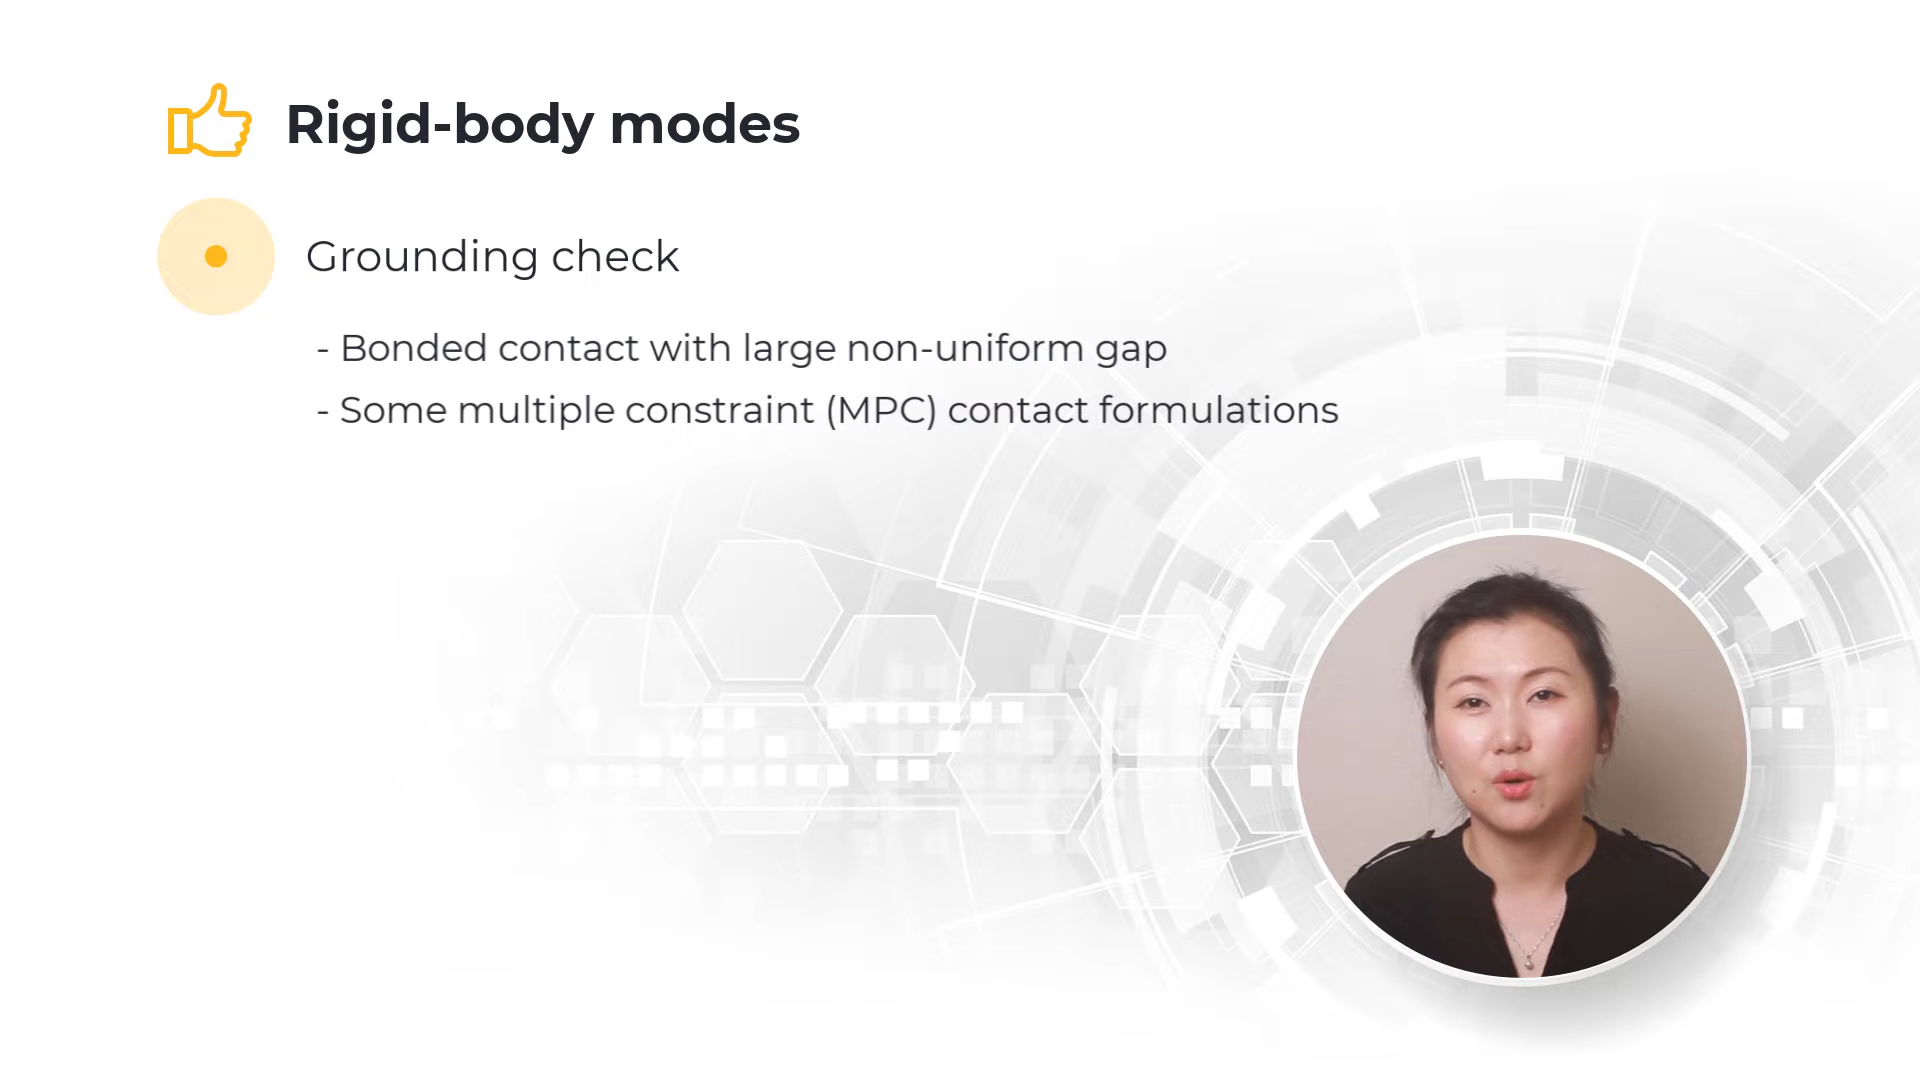 Rigid-body modes
Grounding check
- Bonded contact with large non-uniform gap
- Some multiple constraint (MPC) contact formulations